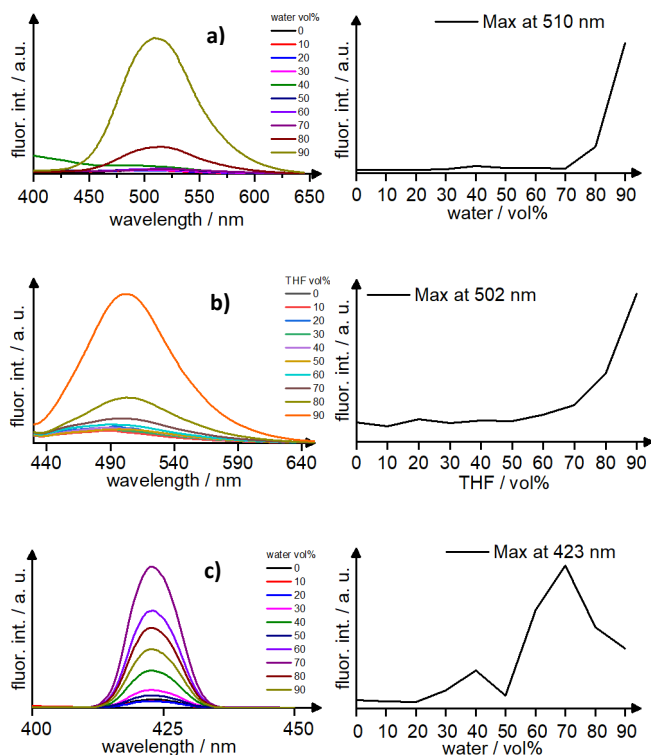 a)
fluor. int. / a.u.
water vol%
0
10
20
30
40
50
60
70
80
90
400 450 500 550 600 650
wavelength / nm
Max at 510 nm
fluor. int. / a.u.
0 10 20 30 40 50 60 70 80 90
water / vol%
b)
fluor. int. / a. u.
THF vol%
0
10
20
30
40
50
60
70
80
90
440 490 540 590 640
wavelength / nm
Max at 502 nm
fluor. int. / a. u.
0 10 20 30 40 50 60 70 80 90
THF / vol%
c)
fluor. int. / a. u.
water vol%
0
10
20
30
40
50
60
70
80
90
400 425 450
wavelength / nm
Max at 423 nm
fluor. int. / a. u.
0 10 20 30 40 50 60 70 80 90
water / vol%